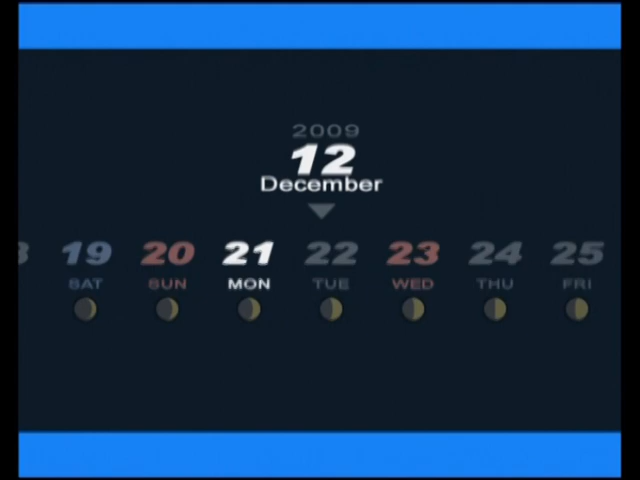 2009
12
December
19 20 21 22 23 24 25
SAT SUN MON TUE WED THU FRI